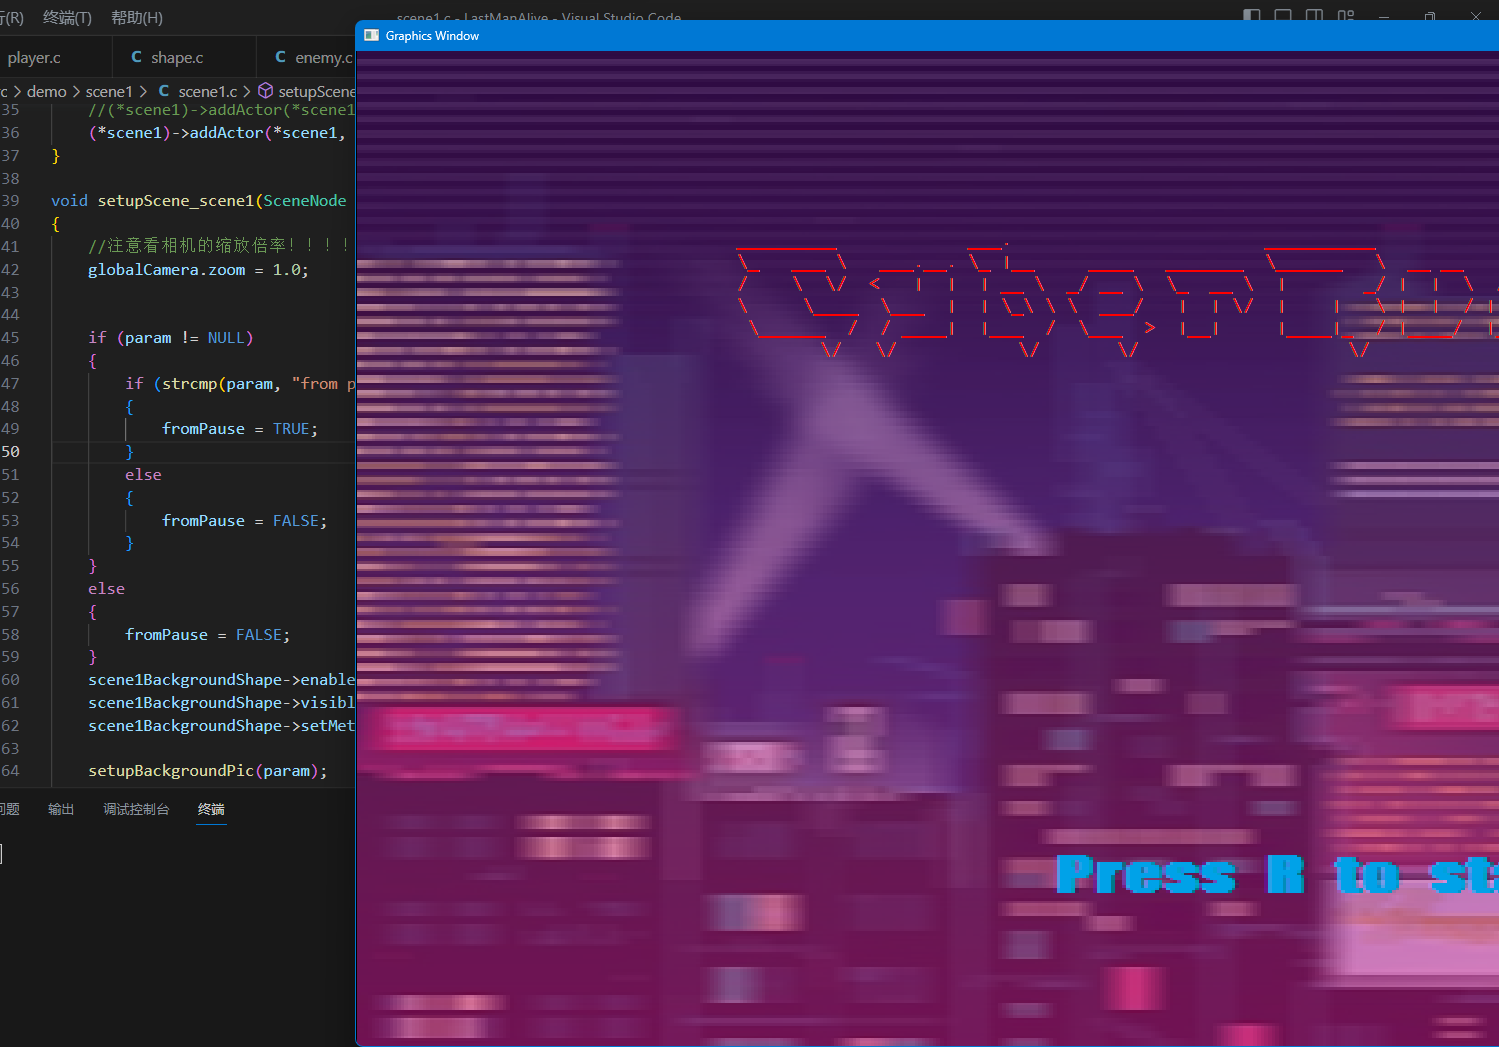 (R) 终端(T) 帮助(H)
scene1.c - LastManAlive - Visual Studio Code
Graphics Window
player.c C shape.c C enemy.c
demo > scene1 > C scene1.c > setupScene
35 //(*scene1)->addActor(*scene1
36 (*scene1)->addActor(*scene1,
37 }
38
39 void setupScene_scene1(SceneNode
40 {
41 //注意看相机的缩放倍率！！！！
42 globalCamera.zoom = 1.0;
43
44
45 if (param != NULL)
46 {
47 if (strcmp(param, "from p
48 {
49 fromPause = TRUE;
50 }
51 else
52 {
53 fromPause = FALSE;
54 }
55 }
56 else
57 {
58 fromPause = FALSE;
59 }
60 scene1BackgroundShape->enable
61 scene1BackgroundShape->visibl
62 scene1BackgroundShape->setMet
63
64 setupBackgroundPic(param);
问题 输出 调试控制台 终端
Press R to sta